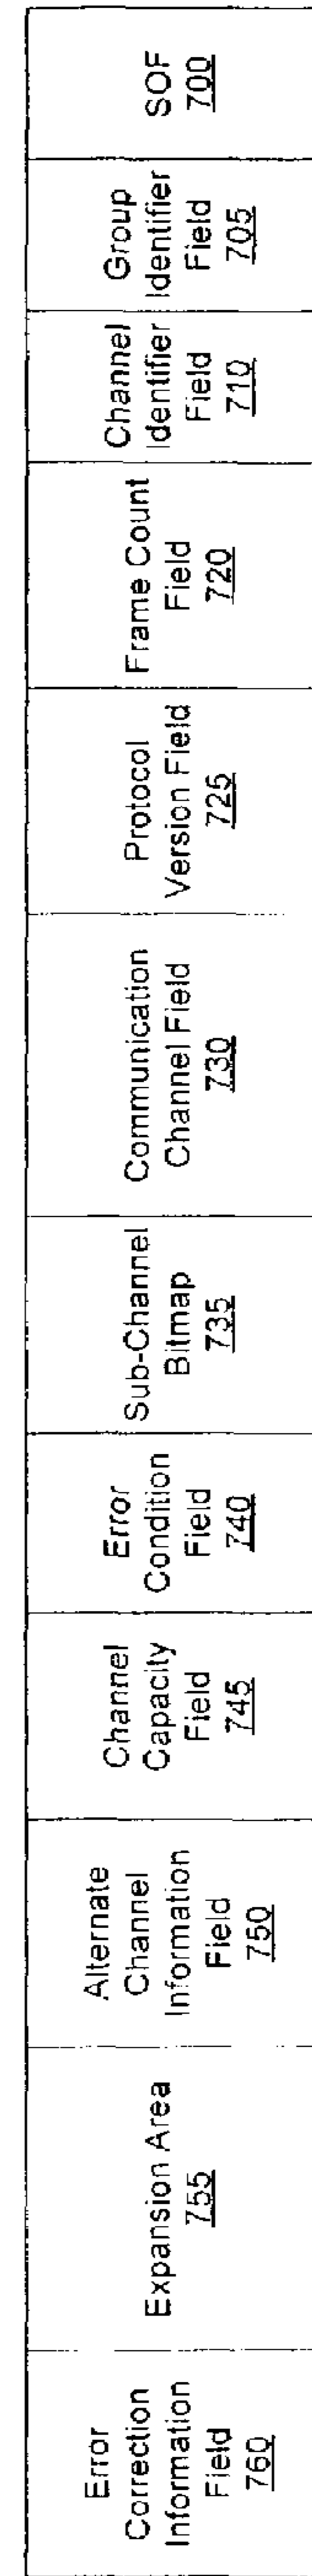 Error
Correction
Information
Field
760
Expansion Area
755
Alternate
Channel
Information
Field
750
Channel
Capacity
Field
745
Error
Condition
Field
740
Sub-Channel
Bitmap
735
Communication
Channel Field
730
Protocol
Version Field
725
Frame Count
Field
720
Channel
Identifier
Field
710
Group
Identifier
Field
705
SOF
700